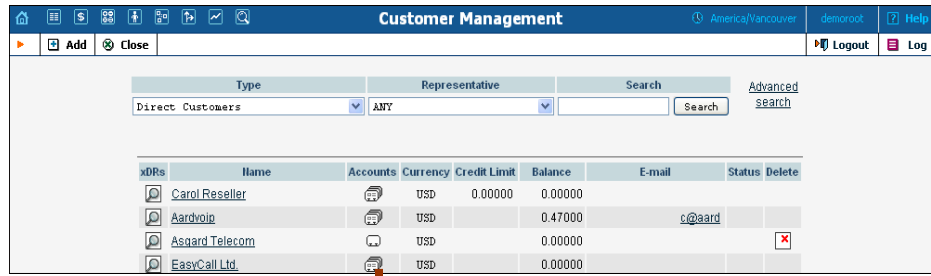 Customer Management America/Vancouver demoroot Help
Add Close Logout Log
Type Representative Search Advanced search
Direct Customers ANY Search
xDRs Name Accounts Currency Credit Limit Balance E-mail Status Delete
Carol Reseller USD 0.00000 0.00000
Aardvoip USD 0.47000 c@aard
Asgard Telecom USD 0.00000
EasyCall Ltd. USD 0.00000